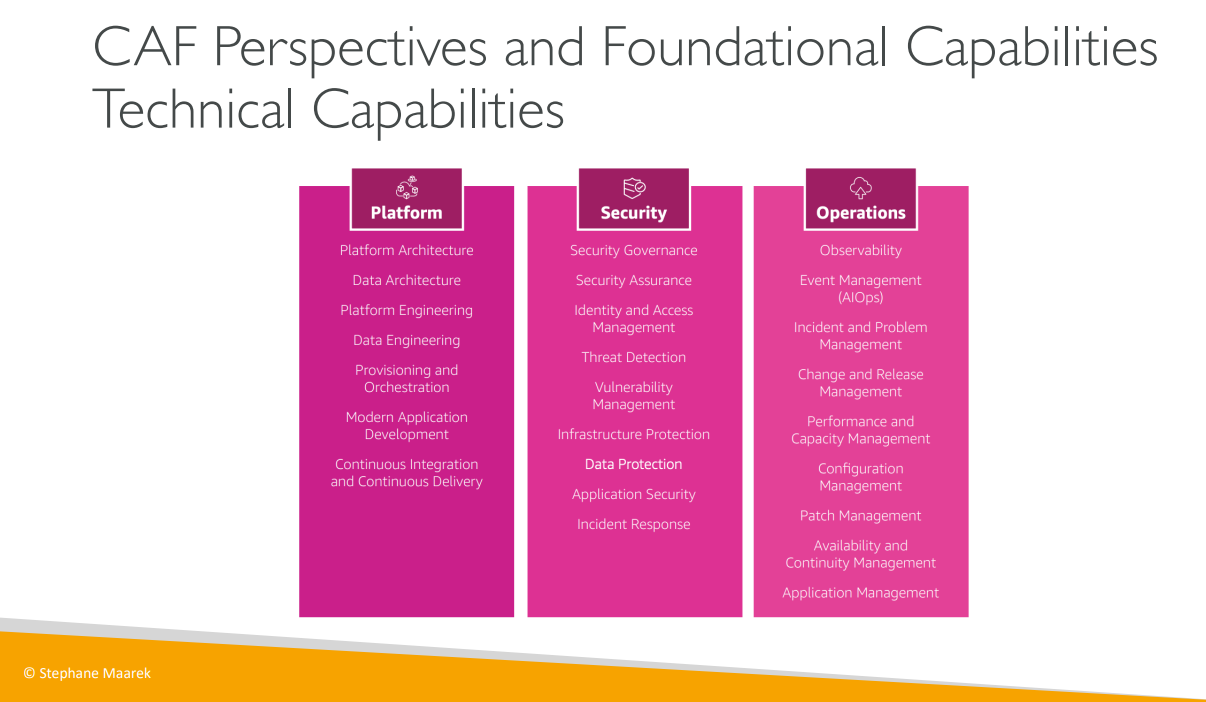 CAF Perspectives and Foundational Capabilities
Technical Capabilities
Platform
Platform Architecture
Data Architecture
Platform Engineering
Data Engineering
Provisioning and
Orchestration
Modern Application
Development
Continuous Integration
and Continuous Delivery
Security
Security Governance
Security Assurance
Identity and Access
Management
Threat Detection
Vulnerability
Management
Infrastructure Protection
Data Protection
Application Security
Incident Response
Operations
Observability
Event Management
(AIOps)
Incident and Problem
Management
Change and Release
Management
Performance and
Capacity Management
Configuration
Management
Patch Management
Availability and
Continuity Management
Application Management
© Stephane Maarek